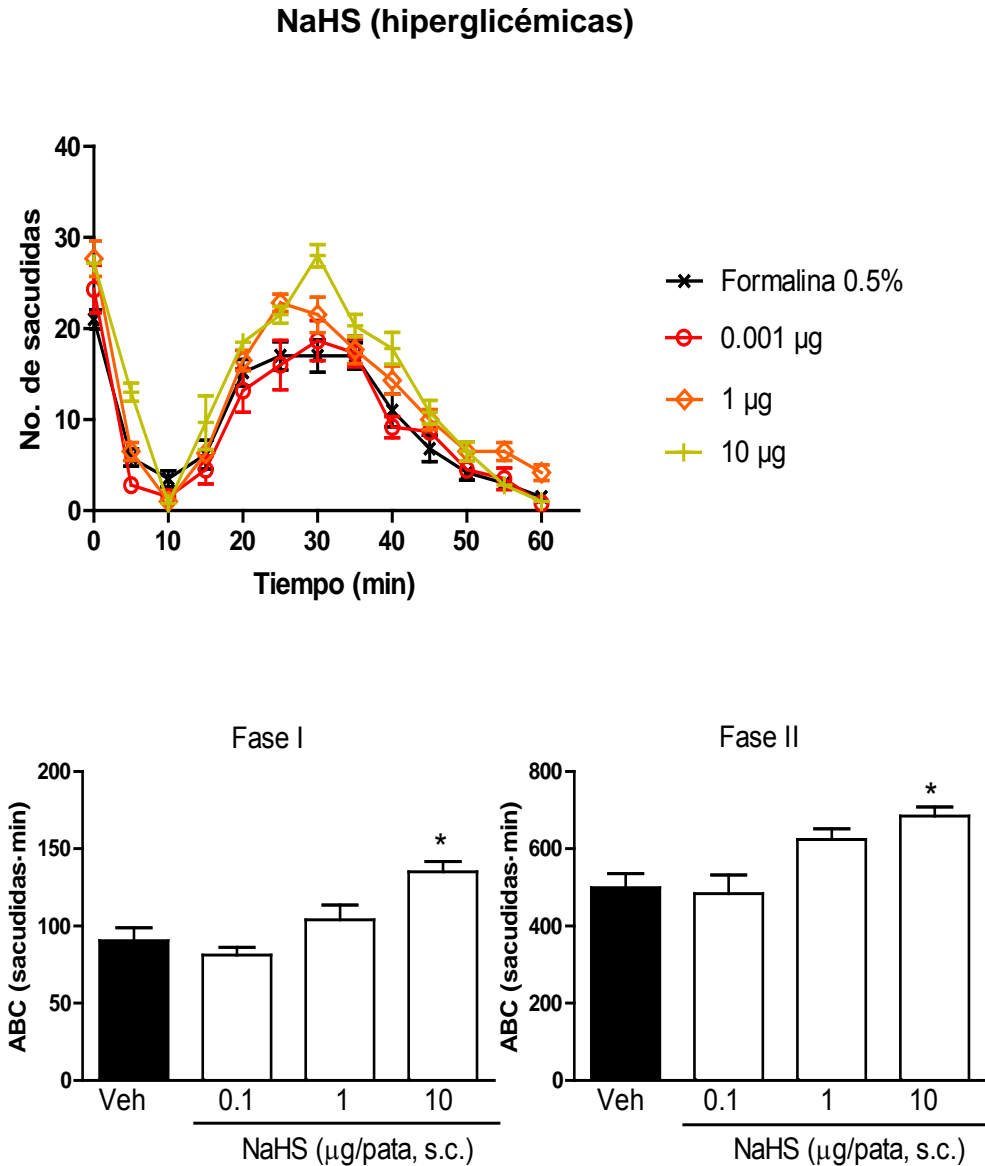 NaHS (hiperglicémicas)
No. de sacudidas
40
30
20
10
0
0 10 20 30 40 50 60
Tiempo (min)
Formalina 0.5%
0.001 µg
1 µg
10 µg
Fase I
ABC (sacudidas·min)
200
150
100
50
0
*
Veh 0.1 1 10
NaHS (µg/pata, s.c.)
Fase II
ABC (sacudidas·min)
800
600
400
200
0
*
Veh 0.1 1 10
NaHS (µg/pata, s.c.)